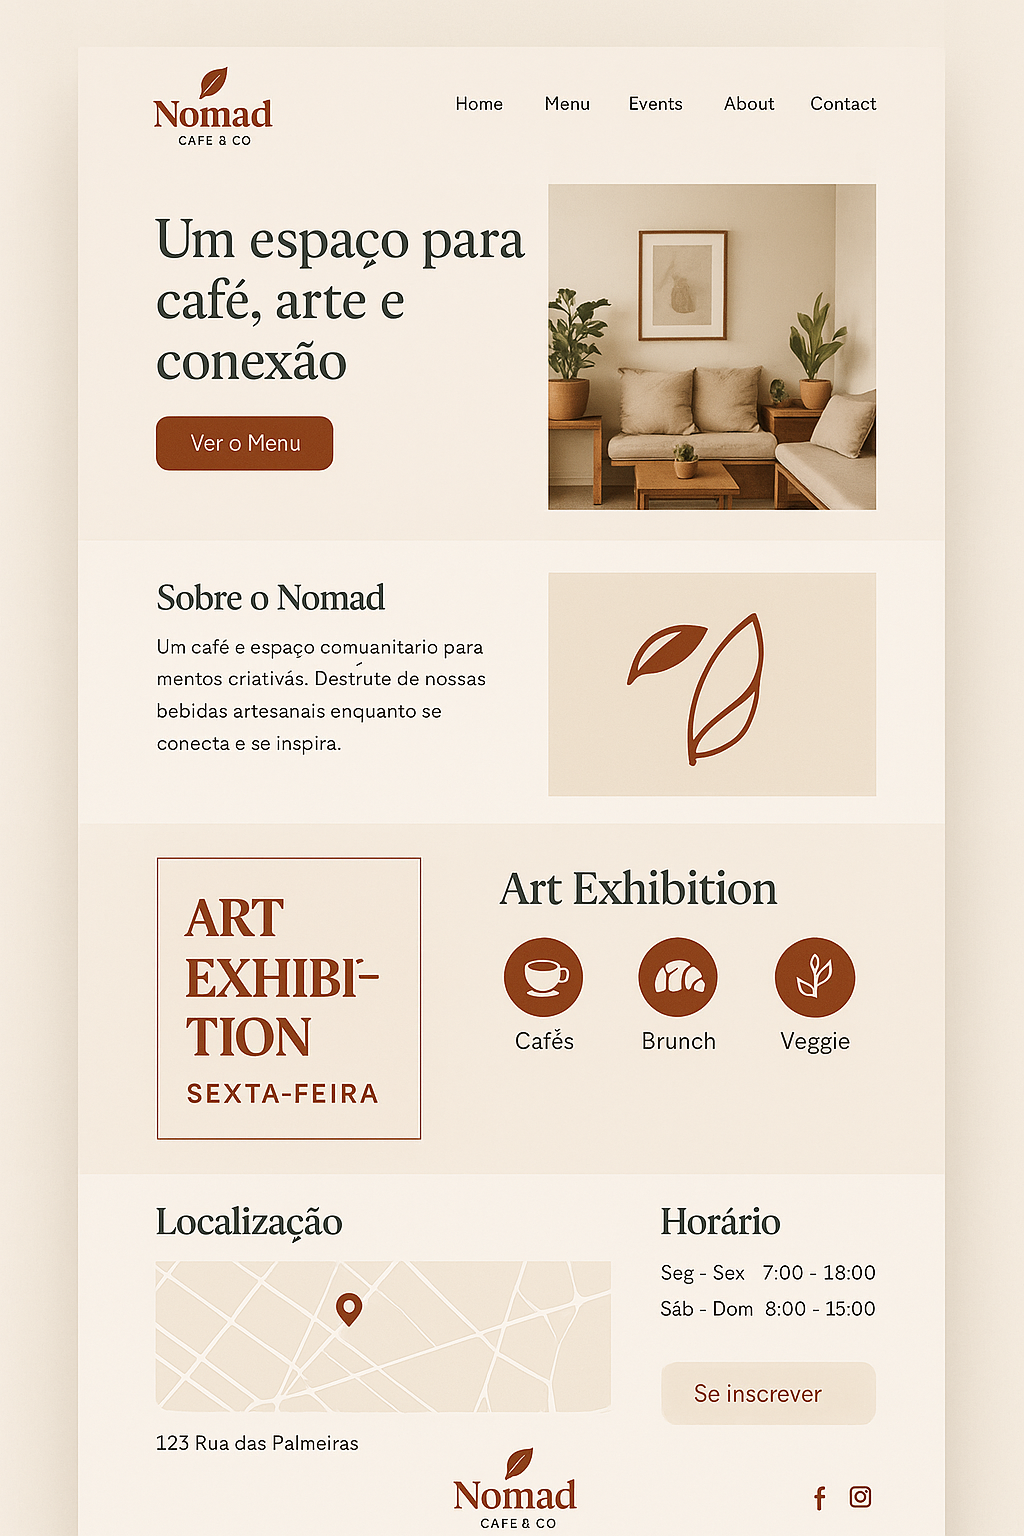 Nomad
CAFE & CO
Home Menu Events About Contact
Um espaço para
café, arte e
conexão
Ver o Menu
Sobre o Nomad
Um café e espaço comuanitario para
mentos criativás. Destrute de nossas
bebidas artesanais enquanto se
conecta e se inspira.
ART
EXHIBI-
TION
SEXTA-FEIRA
Art Exhibition
Cafés Brunch Veggie
Localização
123 Rua das Palmeiras
Horário
Seg - Sex 7:00 - 18:00
Sáb - Dom 8:00 - 15:00
Se inscrever
Nomad
CAFE & CO